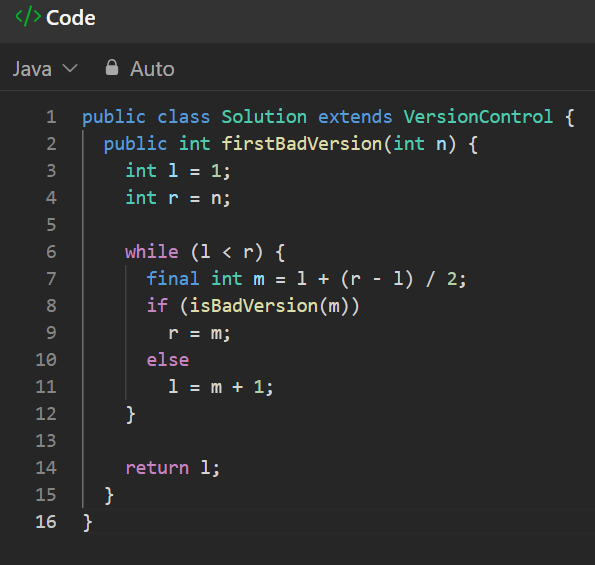 </> Code
Java Auto
1 public class Solution extends VersionControl {
2   public int firstBadVersion(int n) {
3     int l = 1;
4     int r = n;
5
6     while (l < r) {
7       final int m = l + (r - l) / 2;
8       if (isBadVersion(m))
9         r = m;
10       else
11         l = m + 1;
12     }
13
14     return l;
15   }
16 }